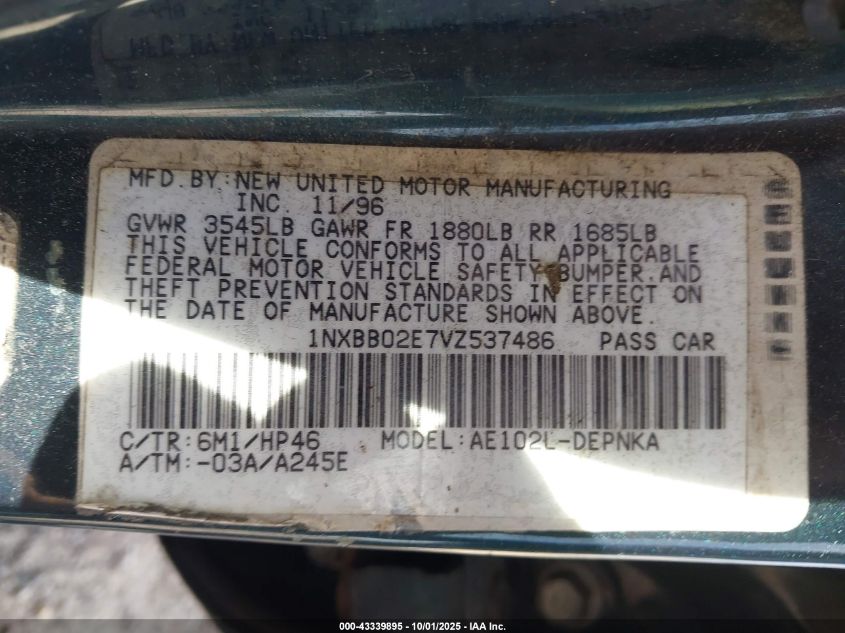 MFD. BY: NEW UNITED MOTOR MANUFACTURING
INC. 11/96
GVWR 3545LB GAWR FR 1880LB RR 1685LB
THIS VEHICLE CONFORMS TO ALL APPLICABLE
FEDERAL MOTOR VEHICLE SAFETY, BUMPER, AND
THEFT PREVENTION STANDARDS IN EFFECT ON
THE DATE OF MANUFACTURE SHOWN ABOVE.
1NXBB02E7VZ537486 PASS CAR
C/TR: 6M1/HP46 MODEL: AE102L-DEPNKA
A/TM: -03A/A245E
000-43339895 - 10/01/2025 - IAA Inc.